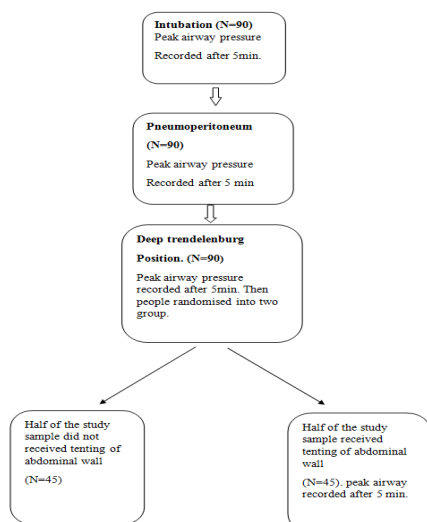 Intubation (N=90)
Peak airway pressure
Recorded after 5min.
Pneumoperitoneum
(N=90)
Peak airway pressure
Recorded after 5 min
Deep trendelenburg
Position. (N=90)
Peak airway pressure
recorded after 5min. Then
people randomised into two
group.
Half of the study
sample did not
received tenting of
abdominal wall
(N=45)
Half of the study
sample received
tenting of abdominal
wall
(N=45). peak airway
recorded after 5 min.